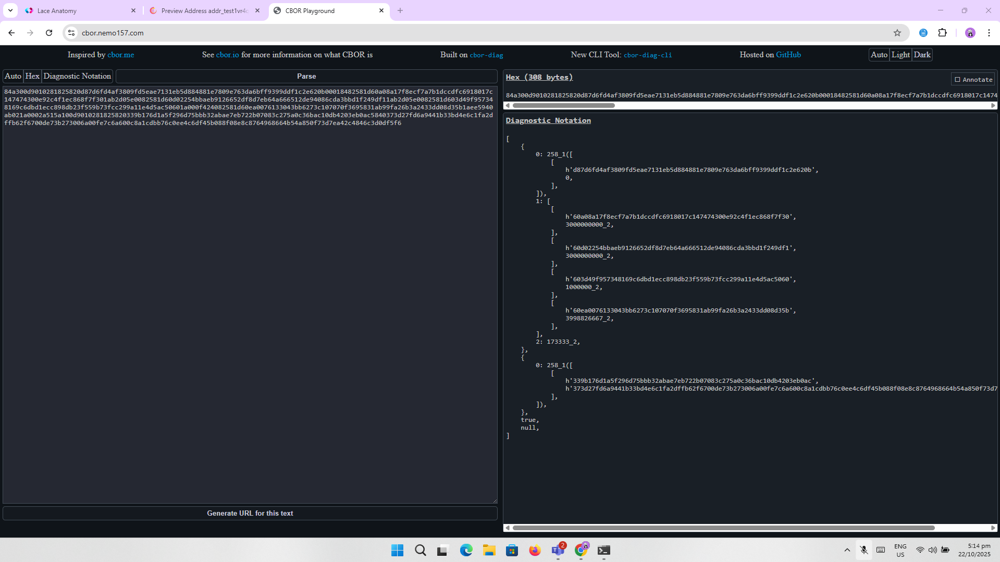 Lace Anatomy
Preview Address addr_test1vr4
CBOR Playground
cbor.nemo157.com
Inspired by cbor.me
See cbor.io for more information on what CBOR is
Built on cbor-diag
New CLI Tool: cbor-diag-cli
Hosted on GitHub
Auto Light Dark
Auto Hex Diagnostic Notation
Parse
84a300d9010281825820d87d6fd4af3809fd5eae7131eb5d884881e7809e763da6bff9399ddf1c2e620b00018482581d60a08a17f8ecf7a7b1dccdfc6918017c
147474300e92c4f1ec868f7f301ab2d05e0082581d60d02254bbaeb9126652df8d7eb64a666512de94086cda3bbd1f249df11ab2d05e0082581d603d49f95734
8169c6dbd1ecc898db23f559b73fcc299a11e4d5ac50601a000f424082581d60ea0076133043bb6273c107070f3695831ab99fa26b3a2433dd08d35b1aee5940
ab021a0002a515a100d9010281825820339b176d1a5f296d75bbb32abae7eb722b07083c275a0c36bac10db4203eb0ac5840373d27fd6a9441b33bd4e6c1fa2d
ffb62f6700de73b273006a00fe7c6a600c8a1cdbb76c0ee4c6df45b088f08e8c8764968664b54a850f73d7ea42c4846c3d0df5f6
Generate URL for this text
Hex (308 bytes)
Annotate
84a300d9010281825820d87d6fd4af3809fd5eae7131eb5d884881e7809e763da6bff9399ddf1c2e620b00018482581d60a08a17f8ecf7a7b1dccdfc6918017c1474
Diagnostic Notation
[
{
0: 258_1([
[
h'd87d6fd4af3809fd5eae7131eb5d884881e7809e763da6bff9399ddf1c2e620b',
0,
],
]),
1: [
[
h'60a08a17f8ecf7a7b1dccdfc6918017c147474300e92c4f1ec868f7f30',
3000000000_2,
],
[
h'60d02254bbaeb9126652df8d7eb64a666512de94086cda3bbd1f249df1',
3000000000_2,
],
[
h'603d49f957348169c6dbd1ecc898db23f559b73fcc299a11e4d5ac5060',
1000000_2,
],
[
h'60ea0076133043bb6273c107070f3695831ab99fa26b3a2433dd08d35b',
3998826667_2,
],
],
2: 173333_2,
},
{
0: 258_1([
[
h'339b176d1a5f296d75bbb32abae7eb722b07083c275a0c36bac10db4203eb0ac',
h'373d27fd6a9441b33bd4e6c1fa2dffb62f6700de73b273006a00fe7c6a600c8a1cdbb76c0ee4c6df45b088f08e8c8764968664b54a850f73d7
],
]),
},
true,
null,
]
2
ENG
US
5:14 pm
22/10/2025